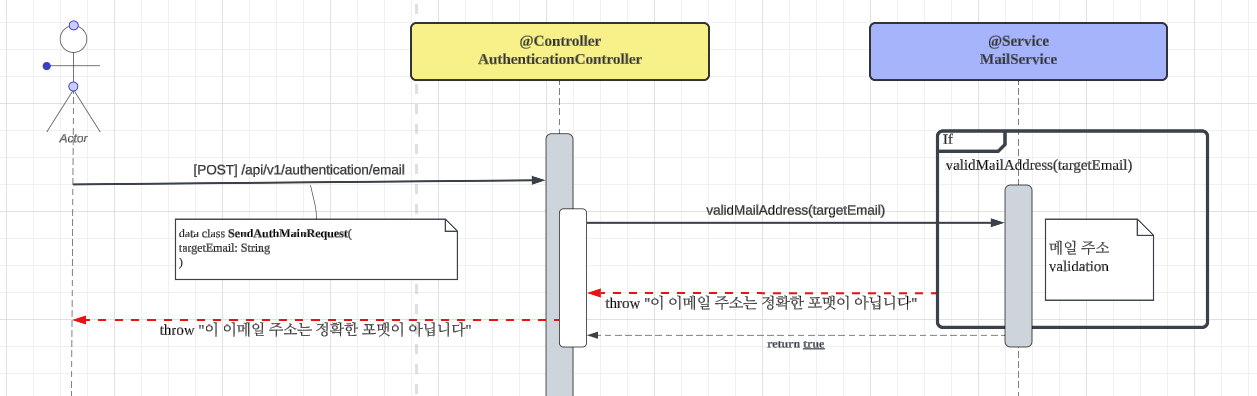 @Controller
AuthenticationController
@Service
MailService
Actor
If
validMailAddress(targetEmail)
[POST] /api/v1/authentication/email
validMailAddress(targetEmail)
data class SendAuthMainRequest(
targetEmail: String
)
메일 주소
validation
throw "이 이메일 주소는 정확한 포맷이 아닙니다"
throw "이 이메일 주소는 정확한 포맷이 아닙니다"
return true